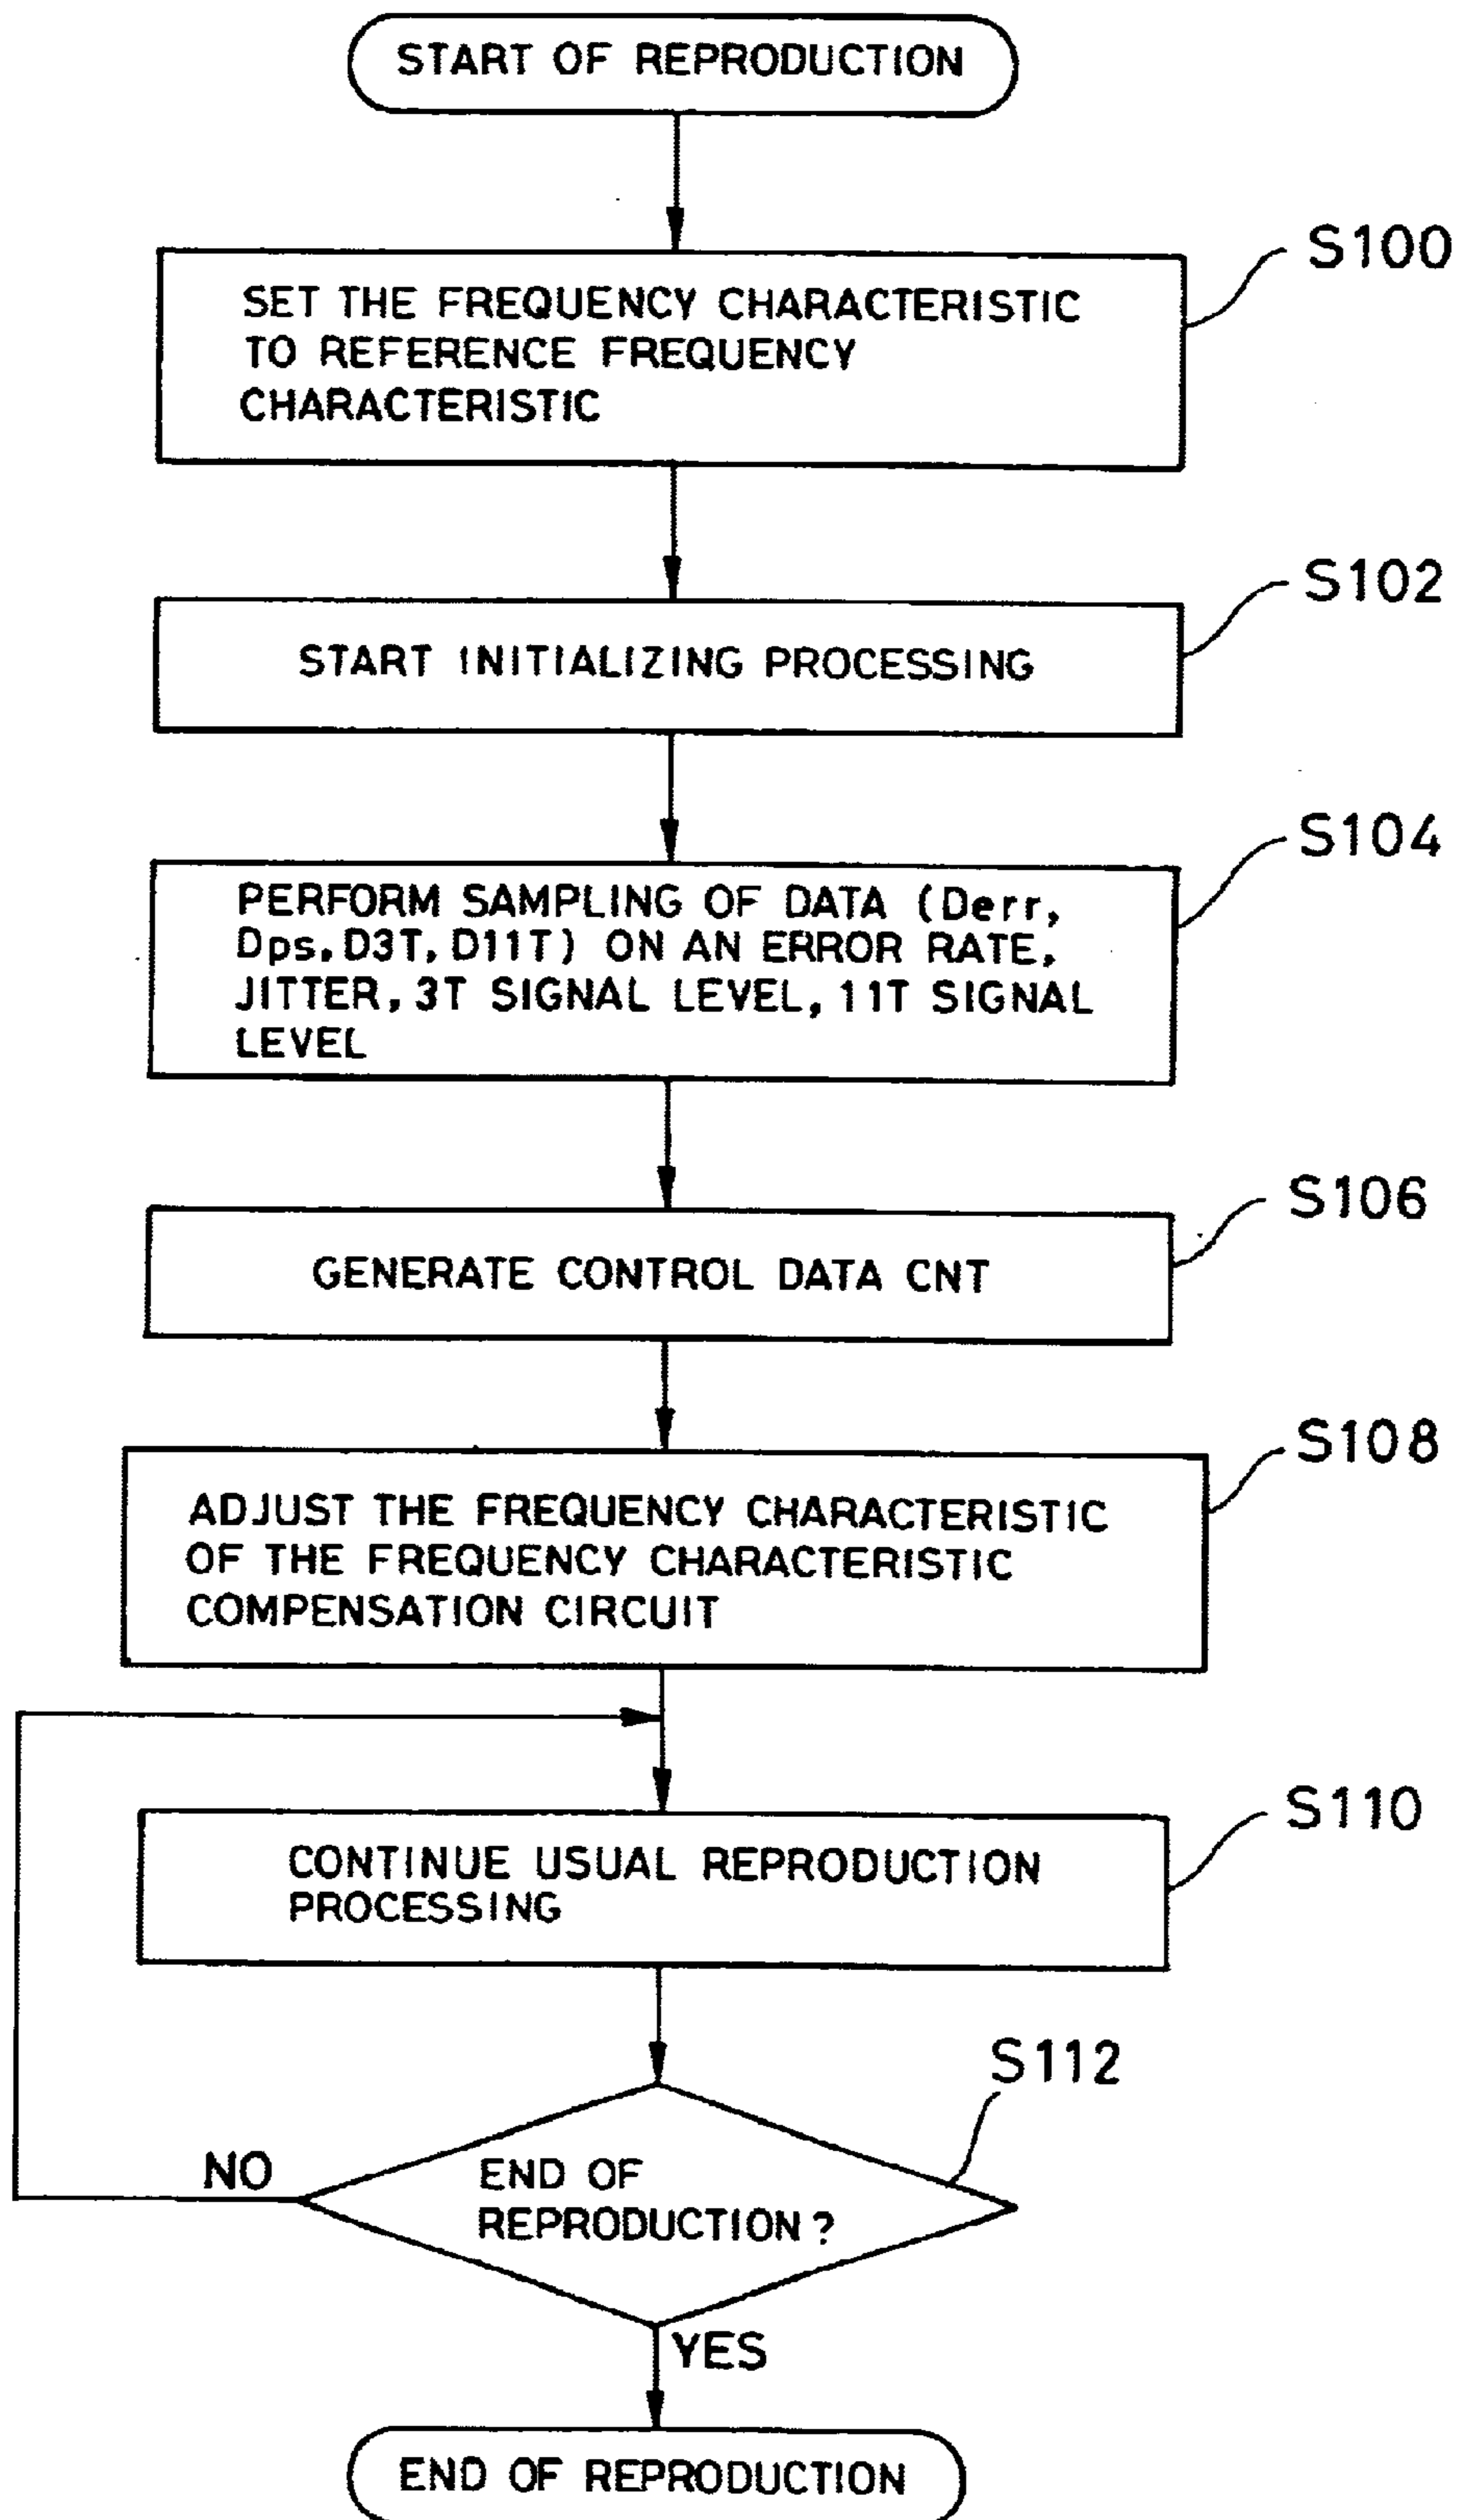 START OF REPRODUCTION
S100
SET THE FREQUENCY CHARACTERISTIC
TO REFERENCE FREQUENCY
CHARACTERISTIC
S102
START INITIALIZING PROCESSING
S104
PERFORM SAMPLING OF DATA (Derr,
Dps, D3T, D11T) ON AN ERROR RATE,
JITTER, 3T SIGNAL LEVEL, 11T SIGNAL
LEVEL
S106
GENERATE CONTROL DATA CNT
S108
ADJUST THE FREQUENCY CHARACTERISTIC
OF THE FREQUENCY CHARACTERISTIC
COMPENSATION CIRCUIT
S110
CONTINUE USUAL REPRODUCTION
PROCESSING
S112
NO
END OF
REPRODUCTION?
YES
END OF REPRODUCTION